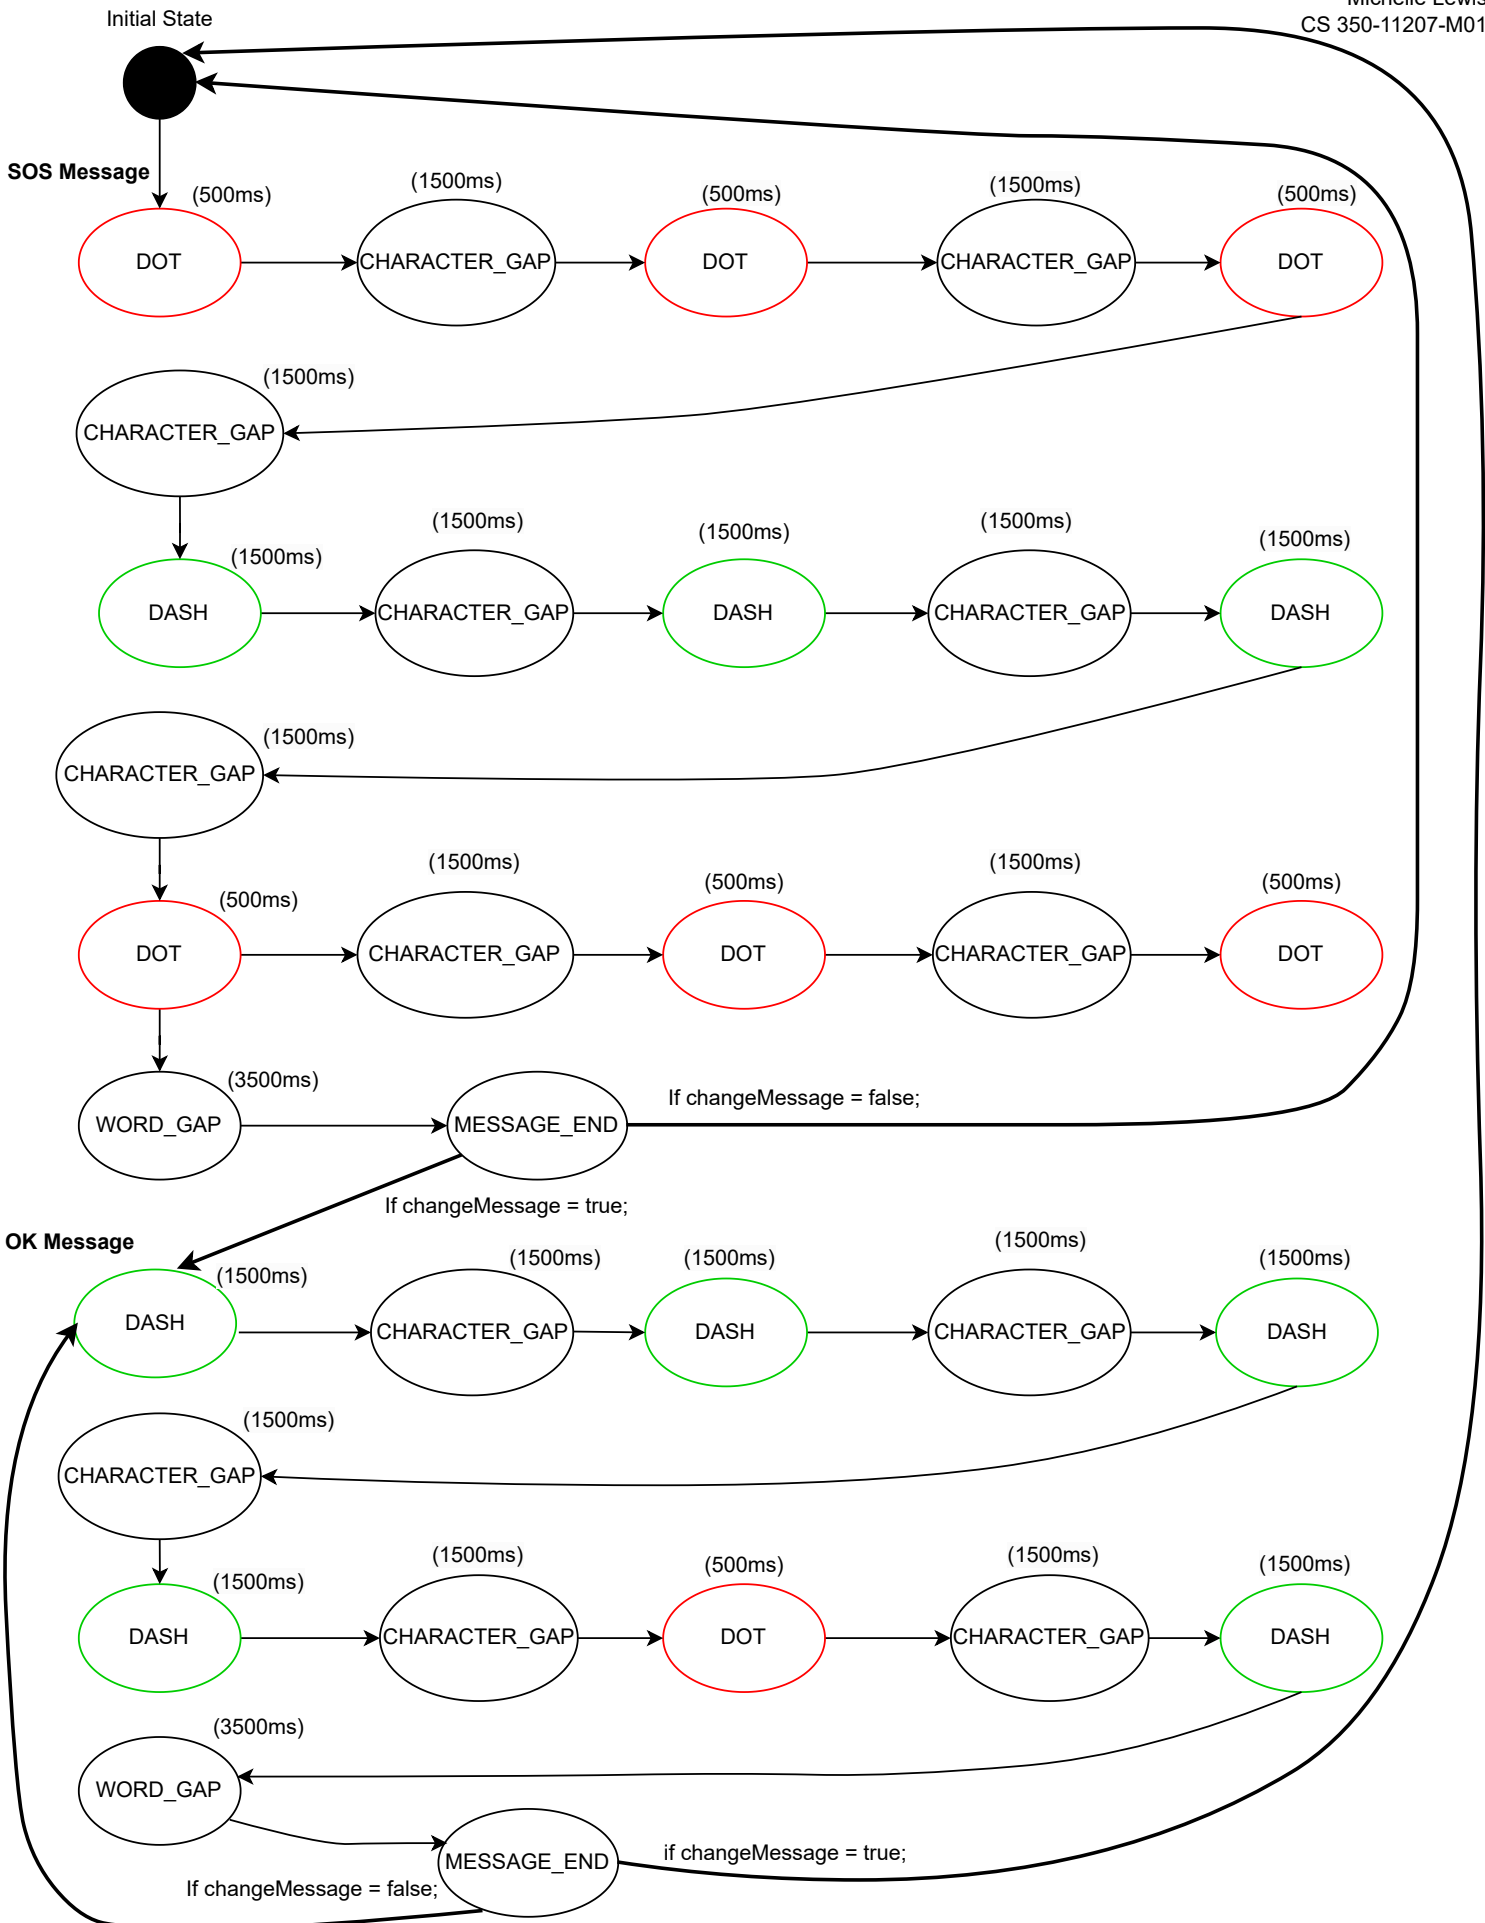 Michelle Lewis
CS 350-11207-M01
Initial State
SOS Message
(500ms)
(1500ms)
(500ms)
(1500ms)
(500ms)
DOT
CHARACTER_GAP
DOT
CHARACTER_GAP
DOT
(1500ms)
CHARACTER_GAP
(1500ms)
(1500ms)
(1500ms)
(1500ms)
(1500ms)
DASH
CHARACTER_GAP
DASH
CHARACTER_GAP
DASH
(1500ms)
CHARACTER_GAP
(500ms)
(1500ms)
(500ms)
(1500ms)
(500ms)
DOT
CHARACTER_GAP
DOT
CHARACTER_GAP
DOT
(3500ms)
WORD_GAP
MESSAGE_END
If changeMessage = false;
If changeMessage = true;
OK Message
(1500ms)
(1500ms)
(1500ms)
(1500ms)
(1500ms)
DASH
CHARACTER_GAP
DASH
CHARACTER_GAP
DASH
(1500ms)
CHARACTER_GAP
(1500ms)
(1500ms)
(500ms)
(1500ms)
(1500ms)
DASH
CHARACTER_GAP
DOT
CHARACTER_GAP
DASH
(3500ms)
WORD_GAP
MESSAGE_END
if changeMessage = true;
If changeMessage = false;